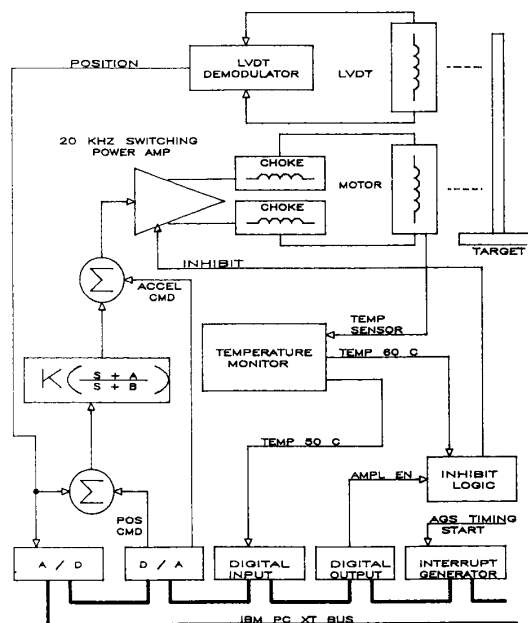 LVDT
DEMODULATOR
POSITION
LVDT
20 KHZ SWITCHING
POWER AMP
CHOKE
MOTOR
CHOKE
TARGET
INHIBIT
Σ
ACCEL
CMD
TEMP
SENSOR
TEMPERATURE
MONITOR
TEMP 60 C
K ( S + A / S + B )
TEMP 50 C
INHIBIT
LOGIC
AMPL EN
Σ
POS
CMD
AGS TIMING
START
A / D
D / A
DIGITAL
INPUT
DIGITAL
OUTPUT
INTERRUPT
GENERATOR
IBM PC XT BUS